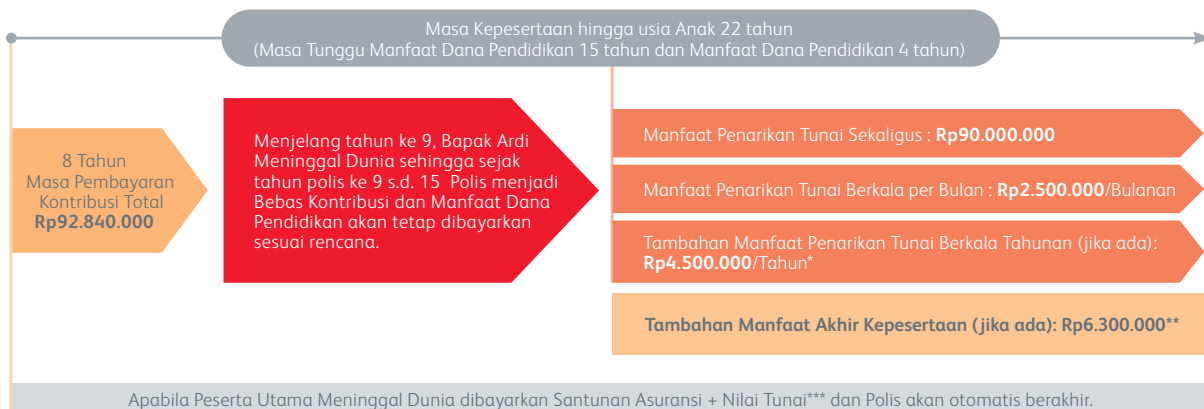 Masa Kepesertaan hingga usia Anak 22 tahun
(Masa Tunggu Manfaat Dana Pendidikan 15 tahun dan Manfaat Dana Pendidikan 4 tahun)
8 Tahun
Masa Pembayaran
Kontribusi Total
Rp92.840.000
Menjelang tahun ke 9, Bapak Ardi
Meninggal Dunia sehingga sejak
tahun polis ke 9 s.d. 15 Polis menjadi
Bebas Kontribusi dan Manfaat Dana
Pendidikan akan tetap dibayarkan
sesuai rencana.
Manfaat Penarikan Tunai Sekaligus : Rp90.000.000
Manfaat Penarikan Tunai Berkala per Bulan : Rp2.500.000/Bulanan
Tambahan Manfaat Penarikan Tunai Berkala Tahunan (jika ada):
Rp4.500.000/Tahun*
Tambahan Manfaat Akhir Kepesertaan (jika ada): Rp6.300.000**
Apabila Peserta Utama Meninggal Dunia dibayarkan Santunan Asuransi + Nilai Tunai*** dan Polis akan otomatis berakhir.